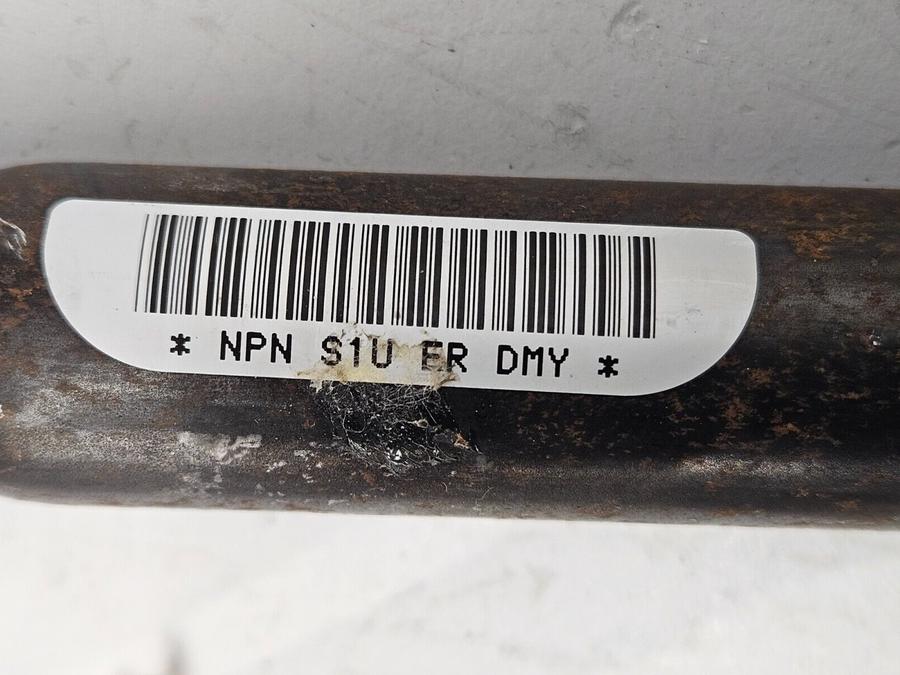 * NPN S1U ER DMY *